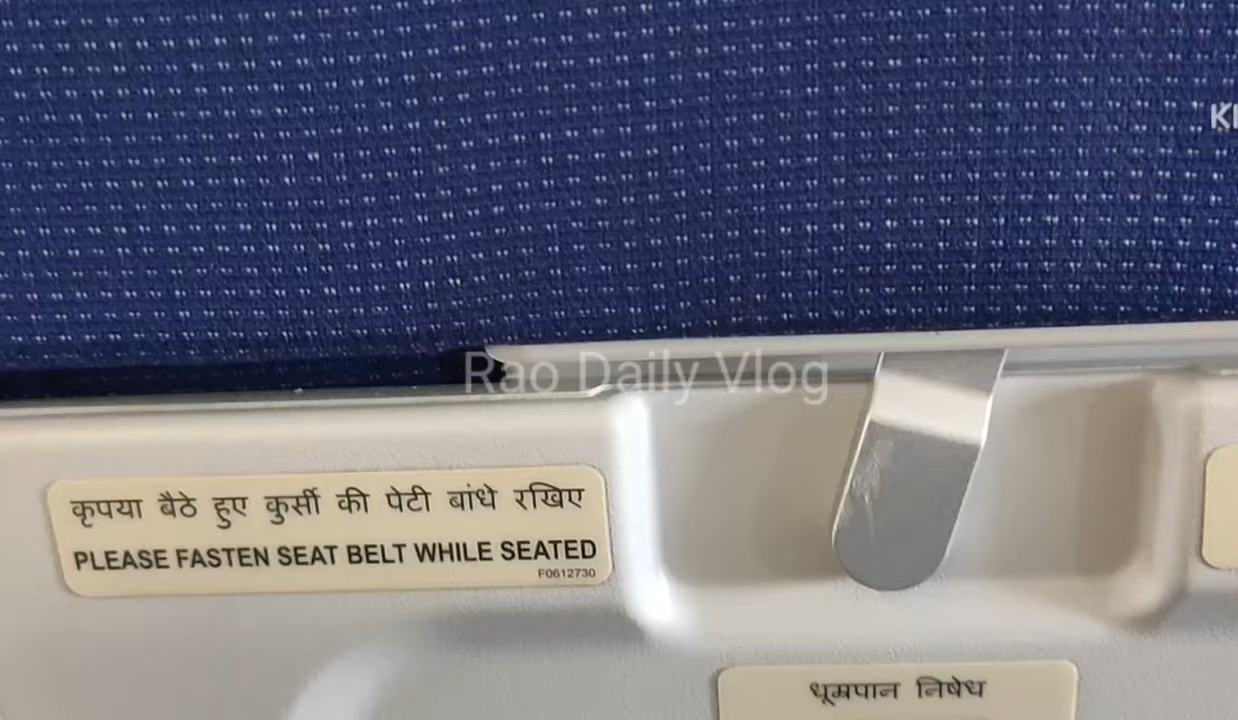 Rao Daily Vlog
कृपया बैठे हुए कुर्सी की पेटी बांधे रखिए
PLEASE FASTEN SEAT BELT WHILE SEATED
F0612730
धूम्रपान निषेध